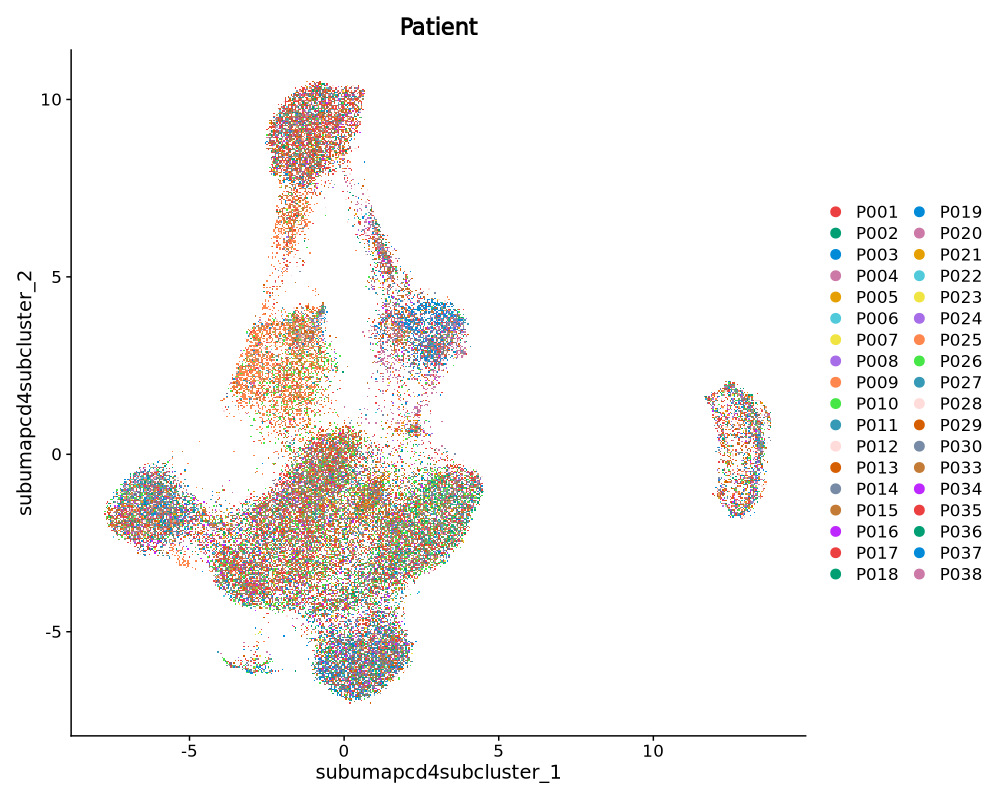 Patient
10
5
0
-5
-5
0
5
10
subumapcd4subcluster_1
subumapcd4subcluster_2
P001 P019
P002 P020
P003 P021
P004 P022
P005 P023
P006 P024
P007 P025
P008 P026
P009 P027
P010 P028
P011 P029
P012 P030
P013 P033
P014 P034
P015 P035
P016 P036
P017 P037
P018 P038